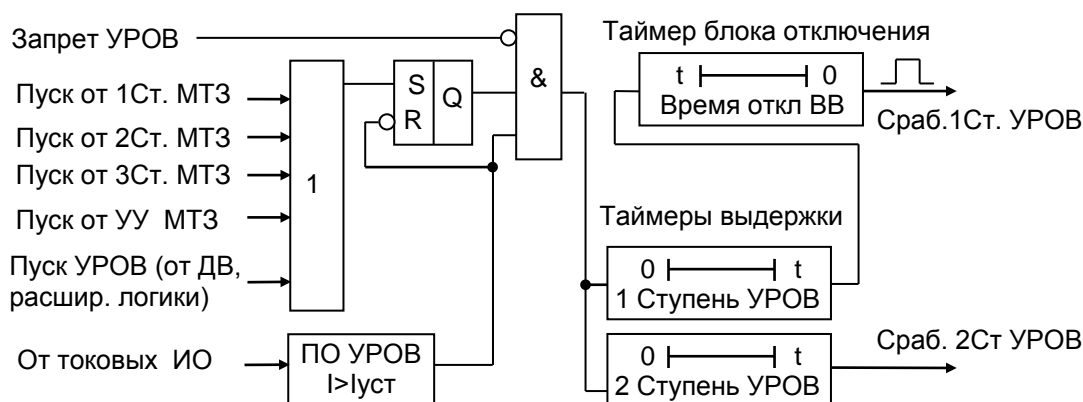 Запрет УРОВ
Пуск от 1Ст. МТЗ
Пуск от 2Ст. МТЗ
Пуск от 3Ст. МТЗ
Пуск от УУ МТЗ
Пуск УРОВ (от ДВ,
расшир. логики)
От токовых ИО
1
S
R
Q
&
ПО УРОВ
I>Iуст
Таймер блока отключения
t 0
Время откл ВВ
Сраб.1Ст. УРОВ
Таймеры выдержки
0 t
1 Ступень УРОВ
0 t
2 Ступень УРОВ
Сраб. 2Ст УРОВ